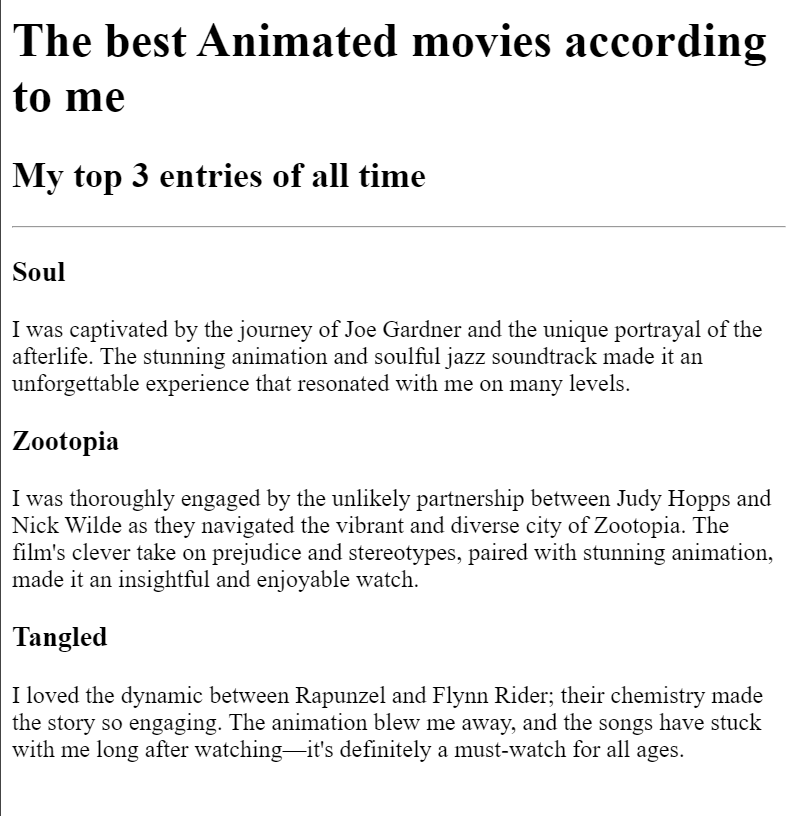 The best Animated movies according
to me
My top 3 entries of all time
Soul
I was captivated by the journey of Joe Gardner and the unique portrayal of the
afterlife. The stunning animation and soulful jazz soundtrack made it an
unforgettable experience that resonated with me on many levels.
Zootopia
I was thoroughly engaged by the unlikely partnership between Judy Hopps and
Nick Wilde as they navigated the vibrant and diverse city of Zootopia. The
film's clever take on prejudice and stereotypes, paired with stunning animation,
made it an insightful and enjoyable watch.
Tangled
I loved the dynamic between Rapunzel and Flynn Rider; their chemistry made
the story so engaging. The animation blew me away, and the songs have stuck
with me long after watching—it's definitely a must-watch for all ages.